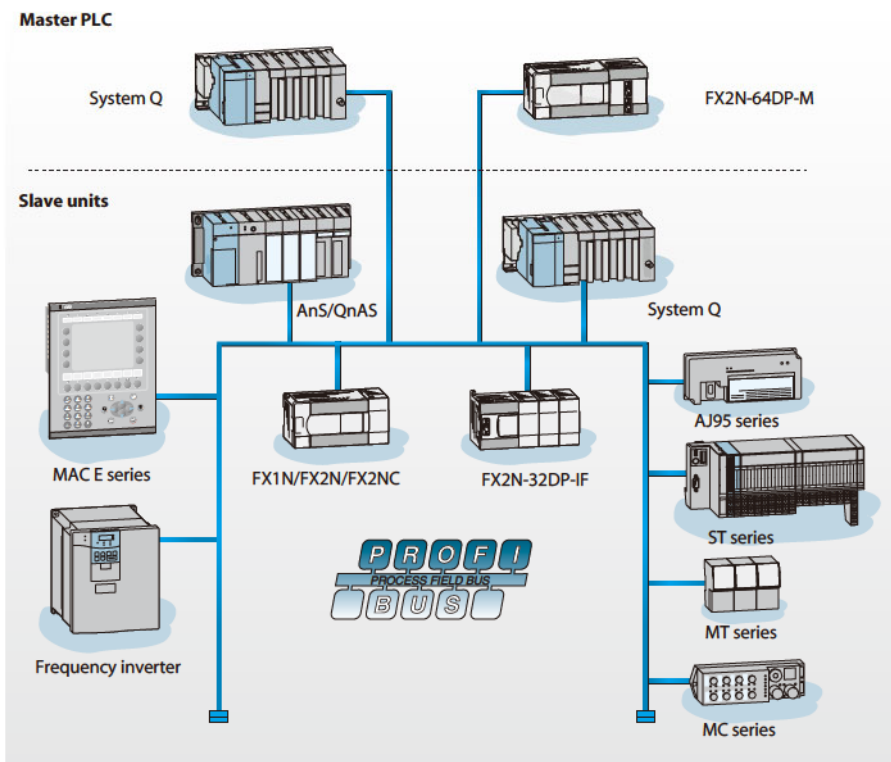 Master PLC
System Q
FX2N-64DP-M
Slave units
AnS/QnAS
System Q
MAC E series
FX1N/FX2N/FX2NC
FX2N-32DP-IF
AJ95 series
ST series
Frequency inverter
PROFI
PROCESS FIELD BUS
BUS
MT series
MC series